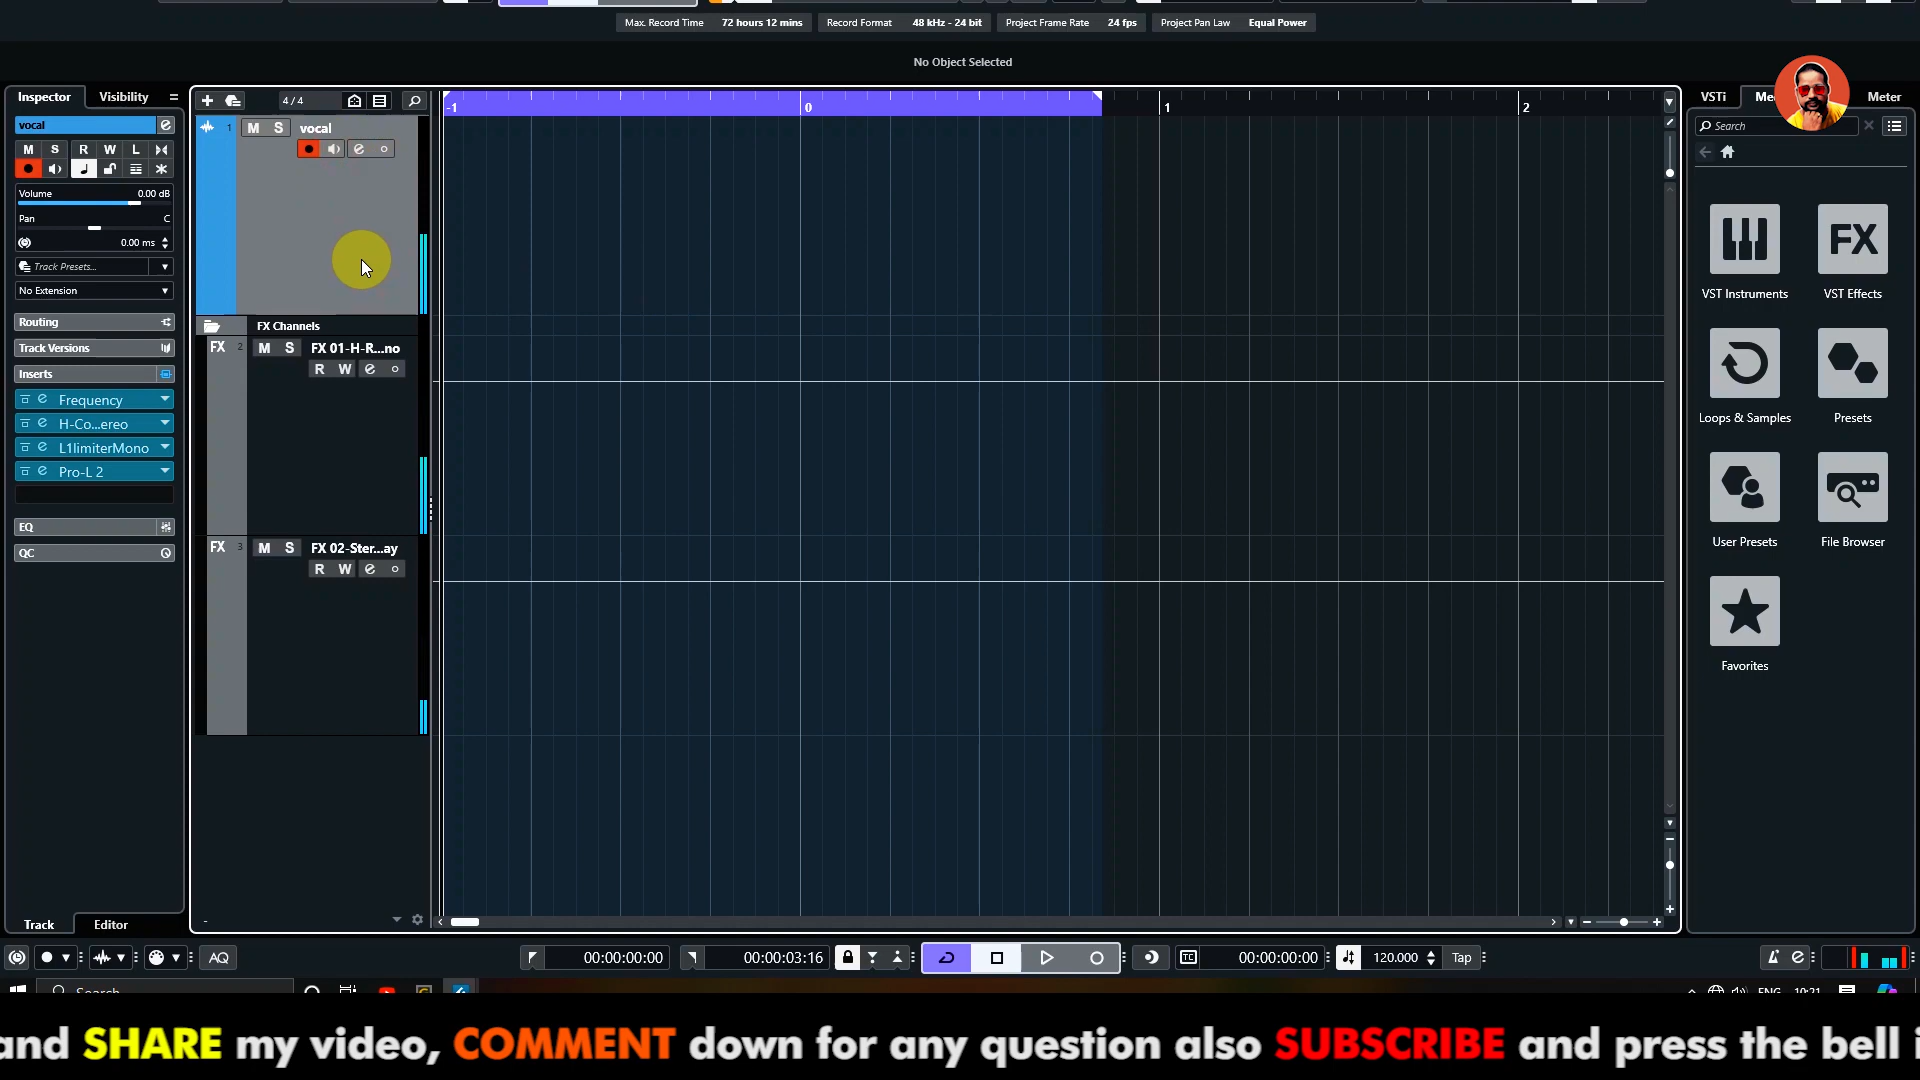 Max. Record Time 72 hours 12 mins Record Format 48 kHz - 24 bit Project Frame Rate 24 fps Project Pan Law Equal Power
No Object Selected
Inspector Visibility
vocal
M S R W L
Volume 0.00 dB
Pan C
0.00 ms
Track Presets...
No Extension
Routing
Track Versions
Inserts
Frequency
H-Co...ereo
L1limiterMono
Pro-L 2
EQ
QC
Track Editor
4 / 4
1 M S vocal
FX Channels
FX 2 M S FX 01-H-R...no
R W
FX 3 M S FX 02-Ster...ay
R W
-1 0 1 2
VSTi Me Meter
Search
FX
VST Instruments VST Effects
Loops & Samples Presets
User Presets File Browser
Favorites
AQ 00:00:00:00 00:00:03:16 TC 00:00:00:00 120.000 Tap
Search ENG 10:21
and SHARE my video, COMMENT down for any question also SUBSCRIBE and press the bell i